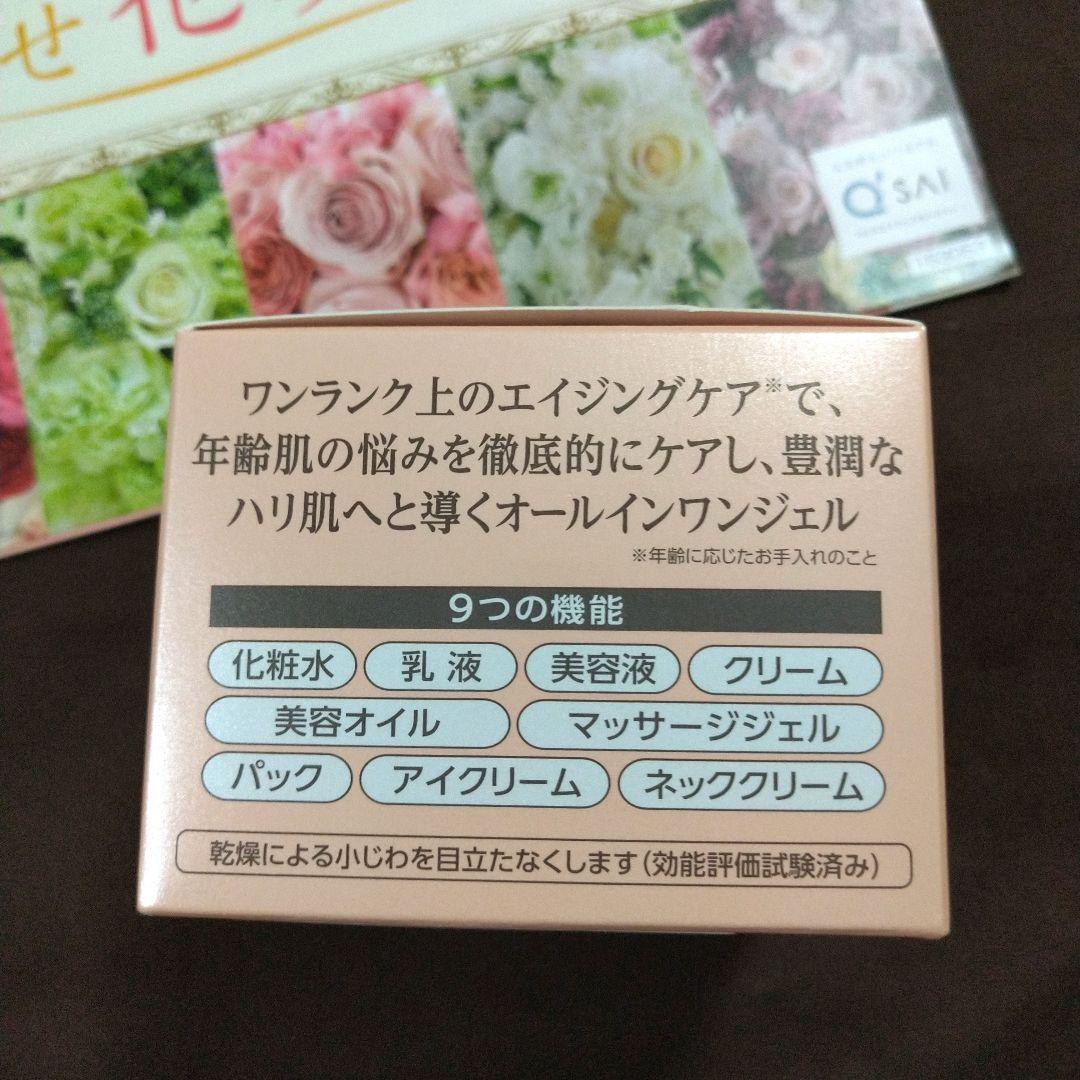 せ 花
Q'SAI
ワンランク上のエイジングケア※で、
年齢肌の悩みを徹底的にケアし、豊潤な
ハリ肌へと導くオールインワンジェル
※年齢に応じたお手入れのこと
9つの機能
化粧水 乳液 美容液 クリーム
美容オイル マッサージジェル
パック アイクリーム ネッククリーム
乾燥による小じわを目立たなくします(効能評価試験済み)